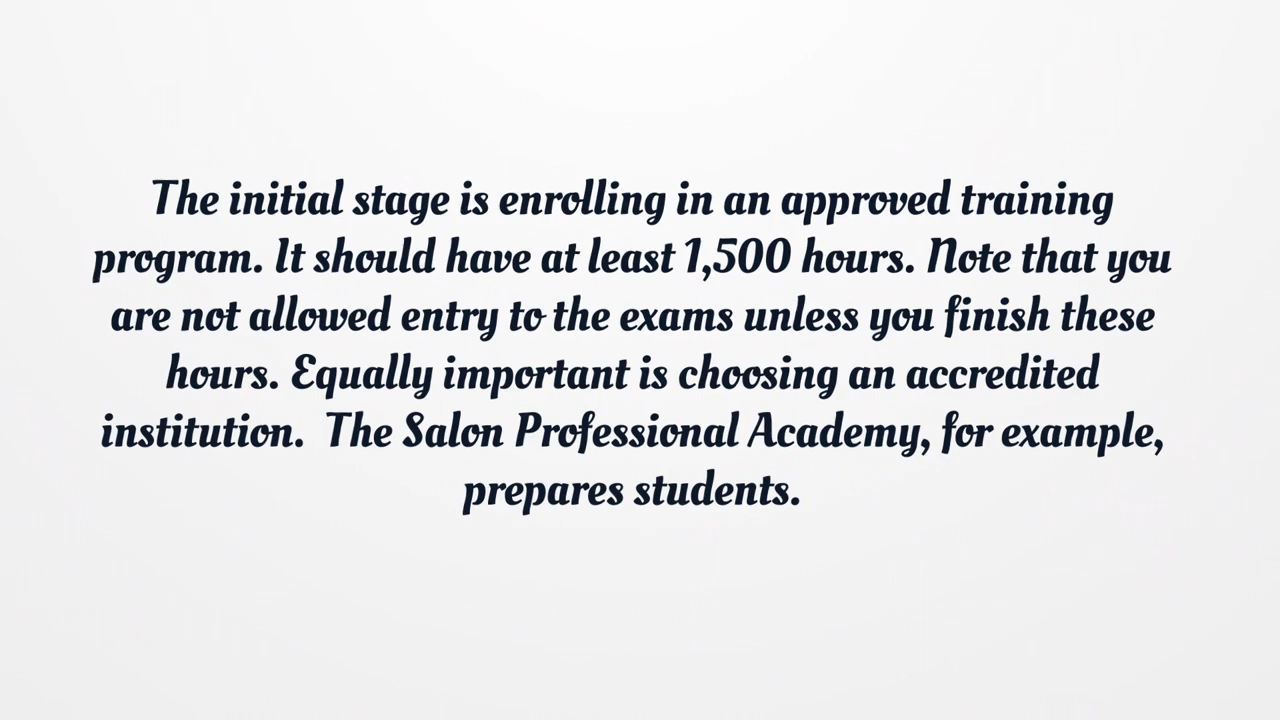 The initial stage is enrolling in an approved training
program. It should have at least 1,500 hours. Note that you
are not allowed entry to the exams unless you finish these
hours. Equally important is choosing an accredited
institution.  The Salon Professional Academy, for example,
prepares students.